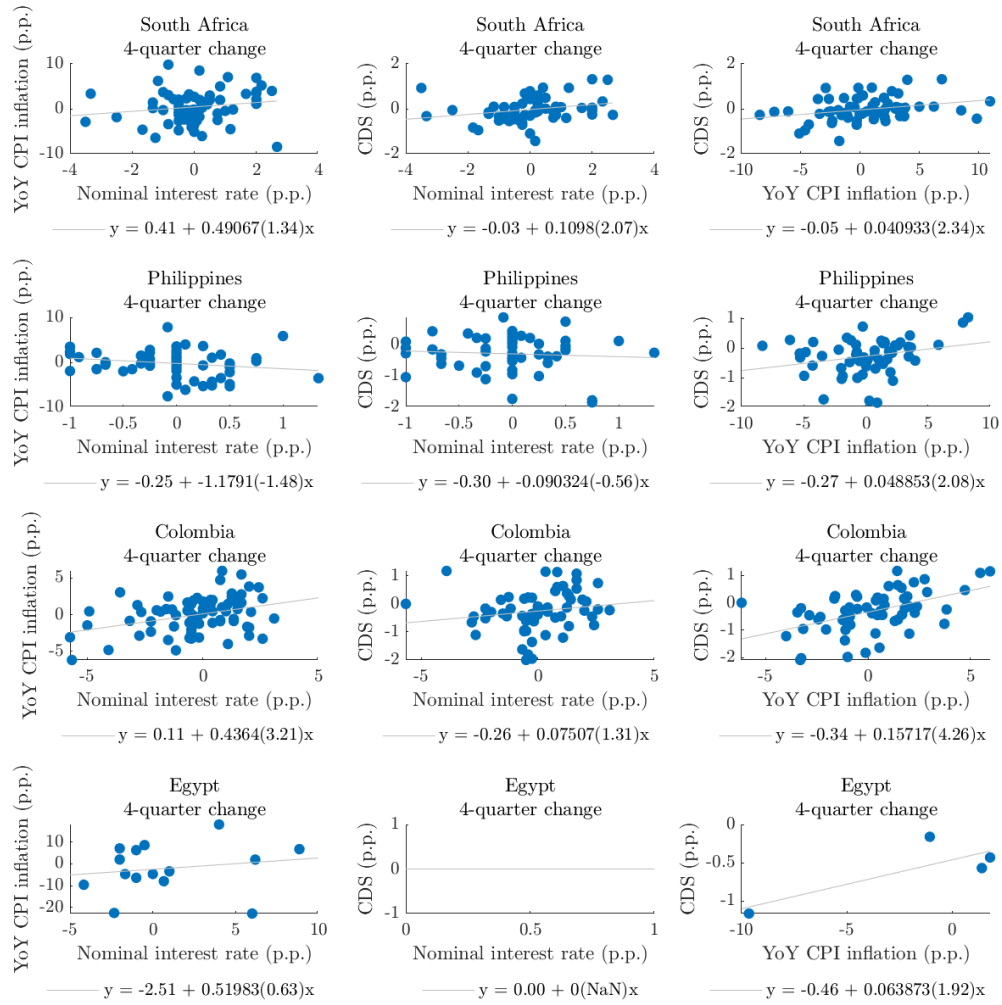 South Africa
4-quarter change
YoY CPI inflation (p.p.)
10
0
-10
-4
-2
0
2
4
Nominal interest rate (p.p.)
y = 0.41 + 0.49067(1.34)x
South Africa
4-quarter change
CDS (p.p.)
2
0
-2
-4
-2
0
2
4
Nominal interest rate (p.p.)
y = -0.03 + 0.1098(2.07)x
South Africa
4-quarter change
CDS (p.p.)
2
0
-2
-10
-5
0
5
10
YoY CPI inflation (p.p.)
y = -0.05 + 0.040933(2.34)x
Philippines
4-quarter change
YoY CPI inflation (p.p.)
10
0
-10
-1
-0.5
0
0.5
1
Nominal interest rate (p.p.)
y = -0.25 + -1.1791(-1.48)x
Philippines
4-quarter change
CDS (p.p.)
0
-1
-2
-1
-0.5
0
0.5
1
Nominal interest rate (p.p.)
y = -0.30 + -0.090324(-0.56)x
Philippines
4-quarter change
CDS (p.p.)
1
0
-1
-2
-10
-5
0
5
10
YoY CPI inflation (p.p.)
y = -0.27 + 0.048853(2.08)x
Colombia
4-quarter change
YoY CPI inflation (p.p.)
5
0
-5
-5
0
5
Nominal interest rate (p.p.)
y = 0.11 + 0.4364(3.21)x
Colombia
4-quarter change
CDS (p.p.)
1
0
-1
-2
-5
0
5
Nominal interest rate (p.p.)
y = -0.26 + 0.07507(1.31)x
Colombia
4-quarter change
CDS (p.p.)
1
0
-1
-2
-5
0
5
YoY CPI inflation (p.p.)
y = -0.34 + 0.15717(4.26)x
Egypt
4-quarter change
YoY CPI inflation (p.p.)
10
0
-10
-20
-5
0
5
10
Nominal interest rate (p.p.)
y = -2.51 + 0.51983(0.63)x
Egypt
4-quarter change
CDS (p.p.)
1
0
-1
0
0.5
1
Nominal interest rate (p.p.)
y = 0.00 + 0(NaN)x
Egypt
4-quarter change
CDS (p.p.)
0
-0.5
-1
-10
-5
0
YoY CPI inflation (p.p.)
y = -0.46 + 0.063873(1.92)x